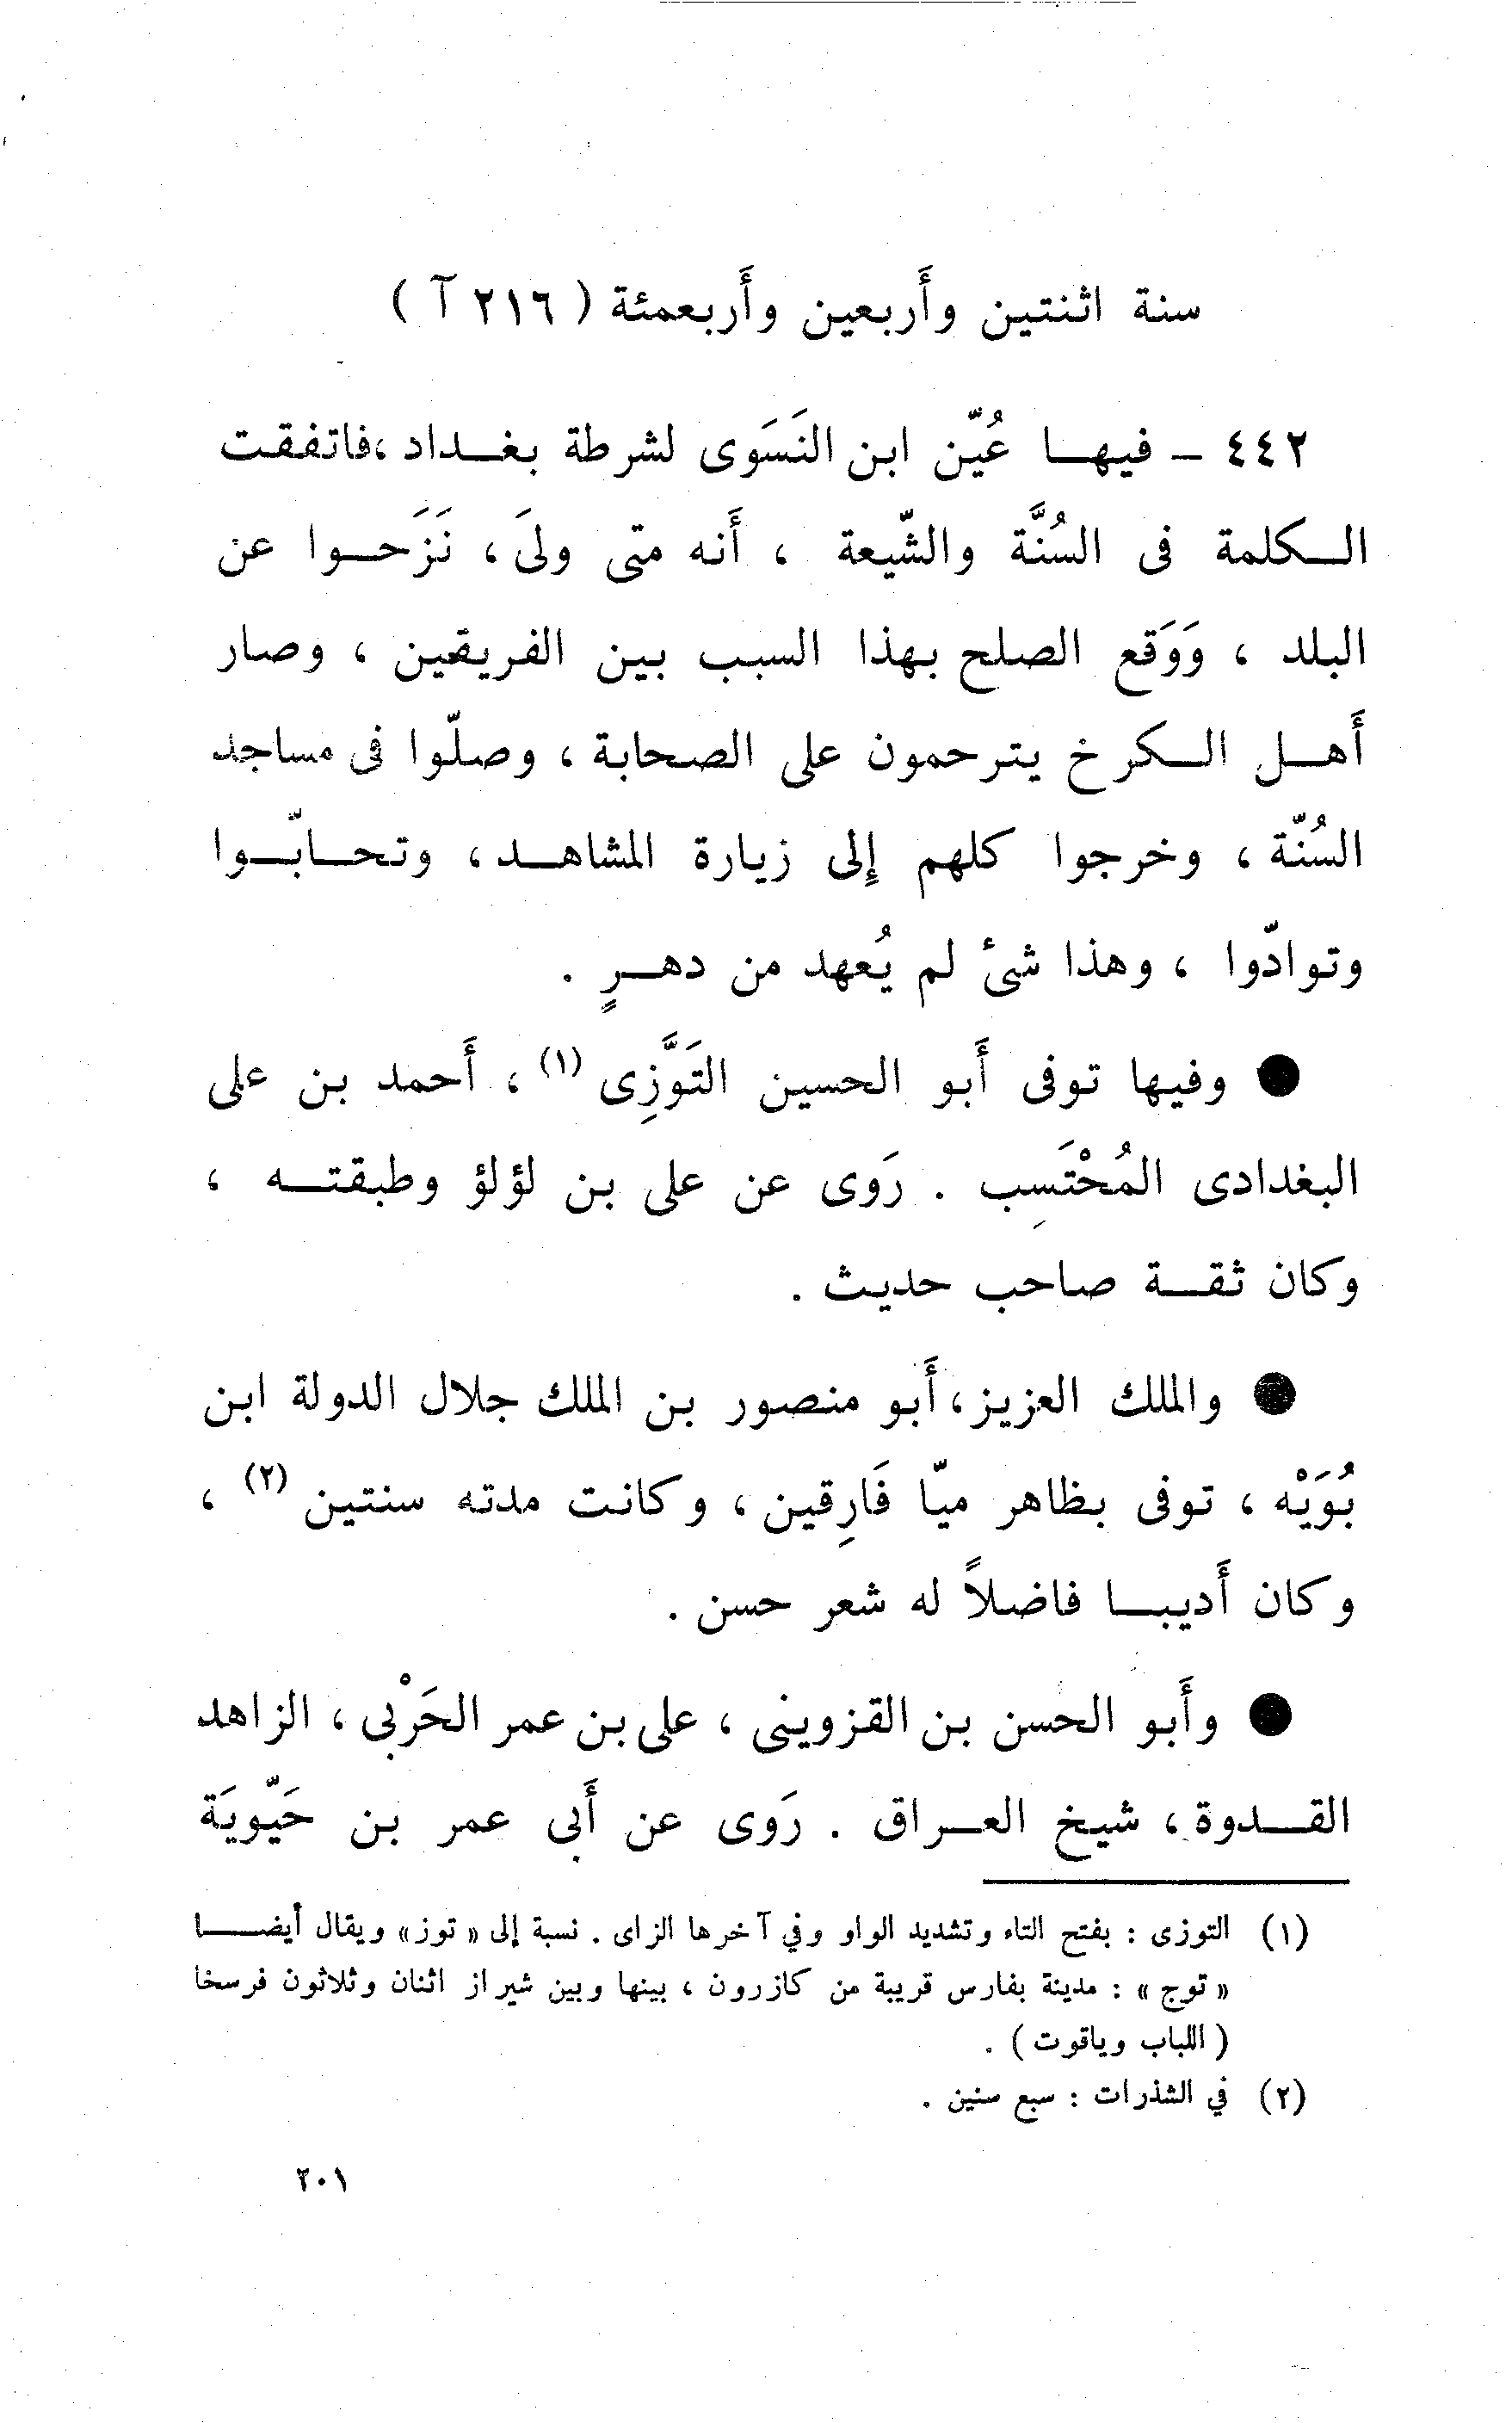 سنة اثنتين وأَربعين وأَربعمئة ( ٢١٦ آ )
٤٤٢ – فيها عُيّن ابن النَسَوى لشرطة بغداد ،فاتفقت
الكلمة فى السُنَّة والشّيعة ، أَنه متى ولىَ ، نَزَحوا عن
البلد ، وَوَقع الصلح بهذا السبب بين الفريقين ، وصار
أَهل الكرخ يترحمون على الصحابة ، وصلّوا فى مساجد
السُنّة ، وخرجوا كلهم إِلى زيارة المشاهد ، وتحابّوا
وتوادّوا ، وهذا شىٔ لم يُعهد من دهرٍ .
● وفيها توفى أَبو الحسين التَوَّزِى (١) ، أَحمد بن على
البغدادى المُحْتَسِب . رَوى عن على بن لؤلؤ وطبقته ،
وكان ثقة صاحب حديث .
● والملك العزيز ، أَبو منصور بن الملك جلال الدولة ابن
بُوَيْه ، توفى بظاهر ميّا فَارِقين ، وكانت مدته سنتين (٢) ،
وكان أَديبا فاضلاً له شعر حسن .
● وأَبو الحسن بن القزوينى ، على بن عمر الحَرْبى ، الزاهد
القدوة ، شيخ العراق . رَوى عن أَبى عمر بن حَيّويَة
(١) التوزى : بفتح التاء وتشديد الواو وفي آخرها الزاى . نسبة إلى « توز » ويقال أيضا
« توج » : مدينة بفارس قريبة من كازرون ، بينها وبين شيراز اثنان وثلاثون فرسخا
( اللباب وياقوت ) .
(٢) في الشذرات : سبع سنين .
٢٠١